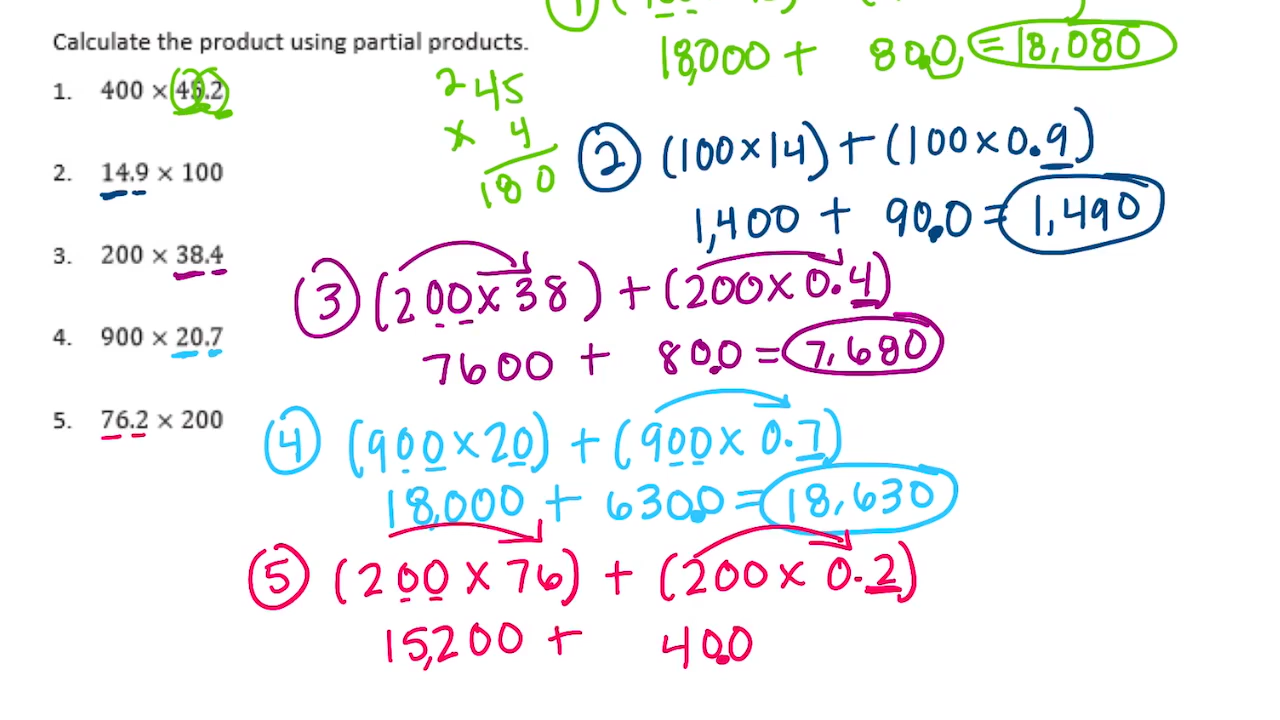 Calculate the product using partial products.
1. 400 × 45.2
2. 14.9 × 100
3. 200 × 38.4
4. 900 × 20.7
5. 76.2 × 200
2 45
× 4
180
1
18,000 + 80.0 = 18,080
2 (100×14) + (100×0.9)
1,400 + 90.0 = 1,490
3 (200×38) + (200×0.4)
7600 + 80.0 = 7,680
4 (900×20) + (900×0.7)
18,000 + 630.0 = 18,630
5 (200×76) + (200×0.2)
15,200 + 40.0